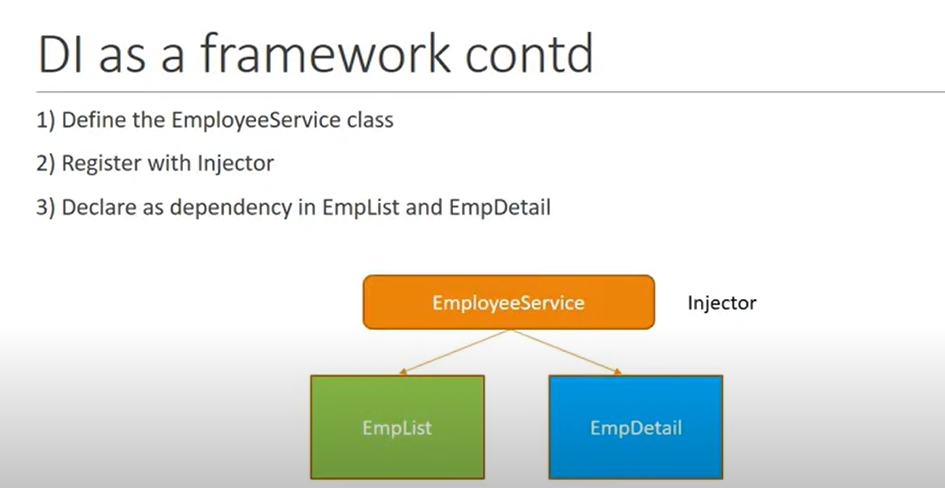 DI as a framework contd
1) Define the EmployeeService class
2) Register with Injector
3) Declare as dependency in EmpList and EmpDetail
EmployeeService
Injector
EmpList
EmpDetail